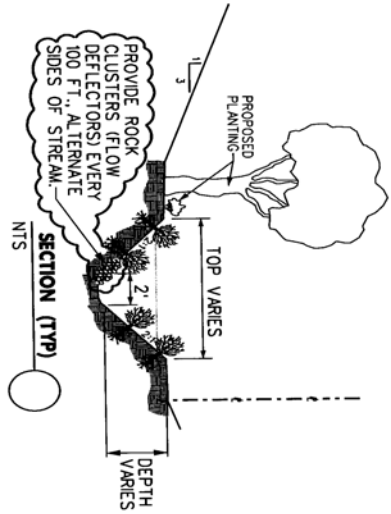 1
3
PROPOSED
PLANTING
TOP VARIES
2'
DEPTH
VARIES
PROVIDE ROCK
CLUSTERS (FLOW
DEFLECTORS) EVERY
100 FT., ALTERNATE
SIDES OF STREAM.
SECTION (TYP)
NTS